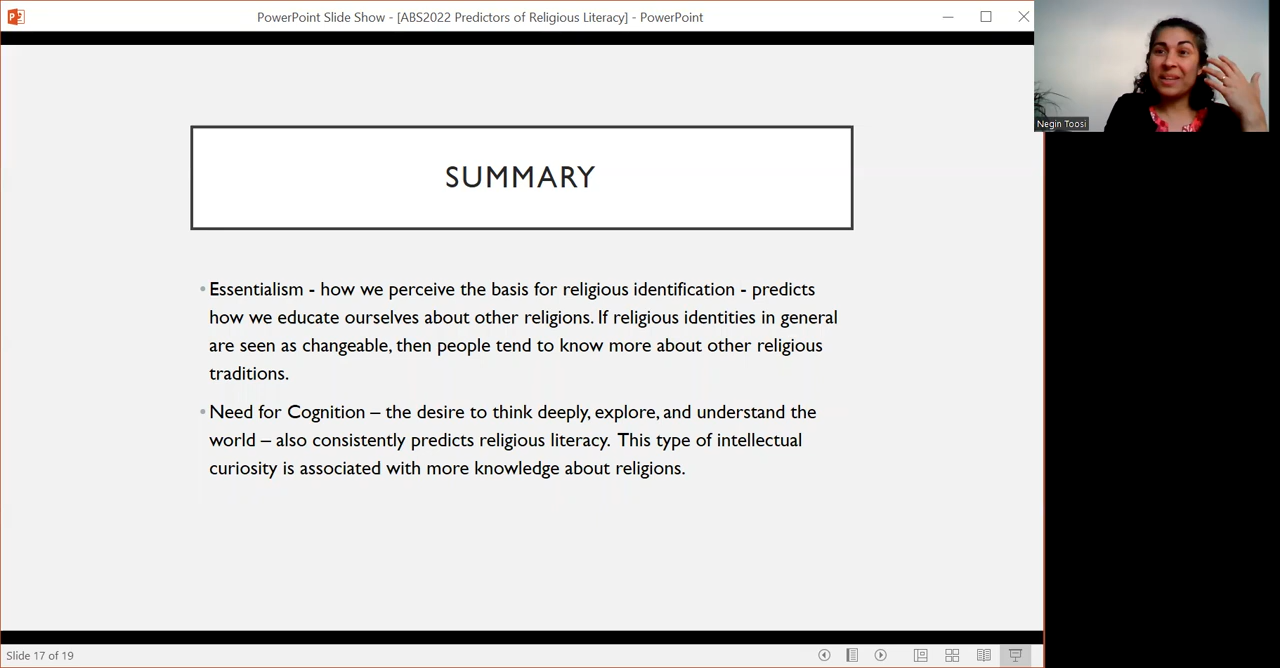 PowerPoint Slide Show - [ABS2022 Predictors of Religious Literacy] - PowerPoint
Negin Toosi
SUMMARY
•Essentialism - how we perceive the basis for religious identification - predicts
how we educate ourselves about other religions. If religious identities in general
are seen as changeable, then people tend to know more about other religious
traditions.
•Need for Cognition – the desire to think deeply, explore, and understand the
world – also consistently predicts religious literacy. This type of intellectual
curiosity is associated with more knowledge about religions.
Slide 17 of 19